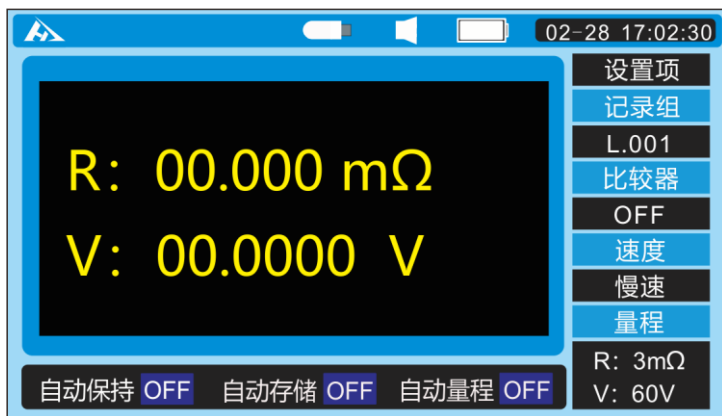 02-28 17:02:30
R: 00.000 mΩ
V: 00.0000 V
设置项
记录组
L.001
比较器
OFF
速度
慢速
量程
R: 3mΩ
V: 60V
自动保持 OFF 自动存储 OFF 自动量程 OFF